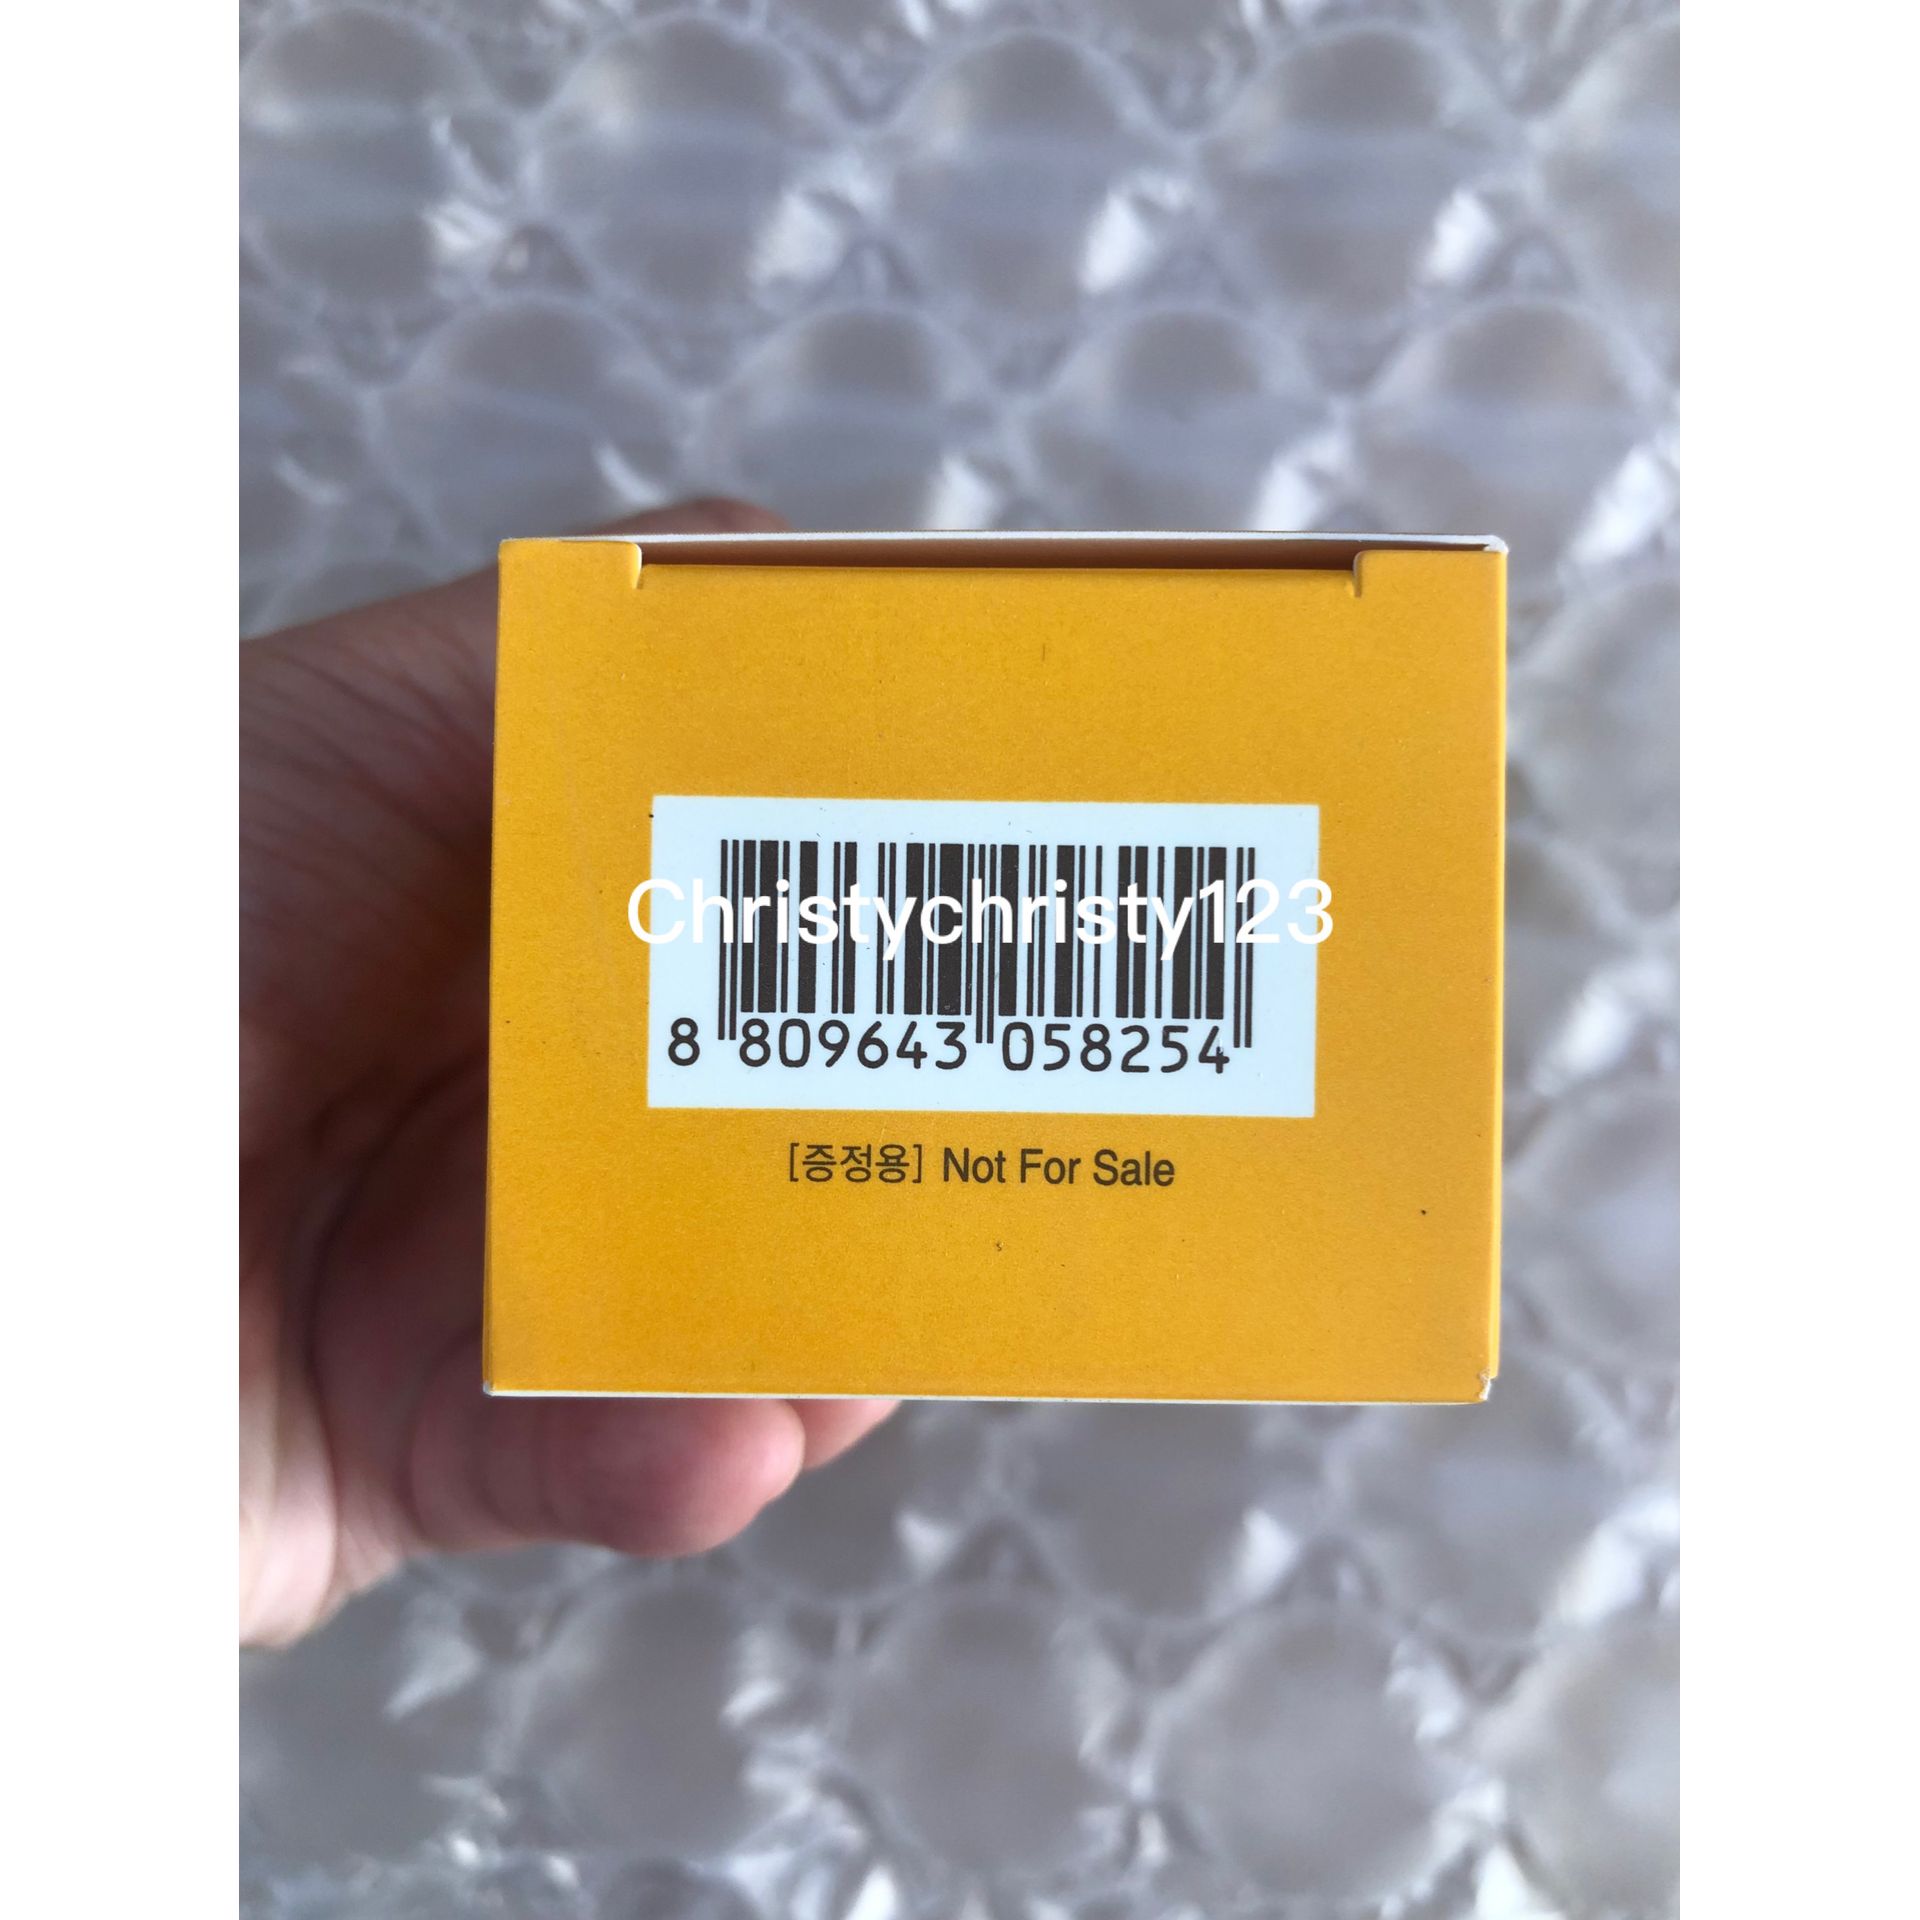 Christychristy123
8 809643 058254
[증정용] Not For Sale